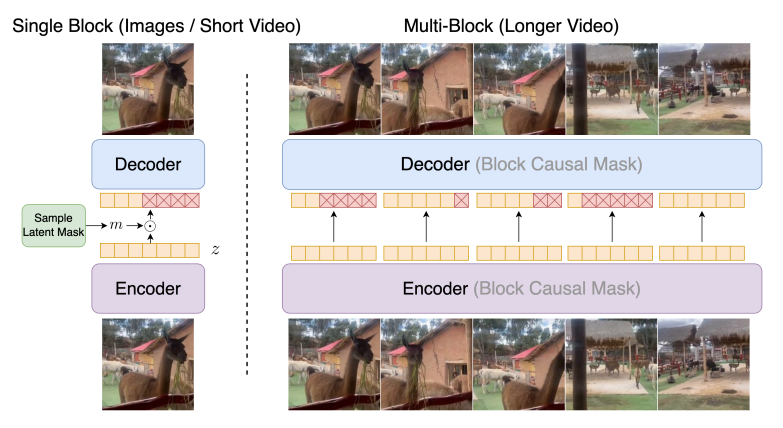 Single Block (Images / Short Video)
Multi-Block (Longer Video)
Decoder
Decoder (Block Causal Mask)
Sample
Latent Mask
m
z
Encoder
Encoder (Block Causal Mask)